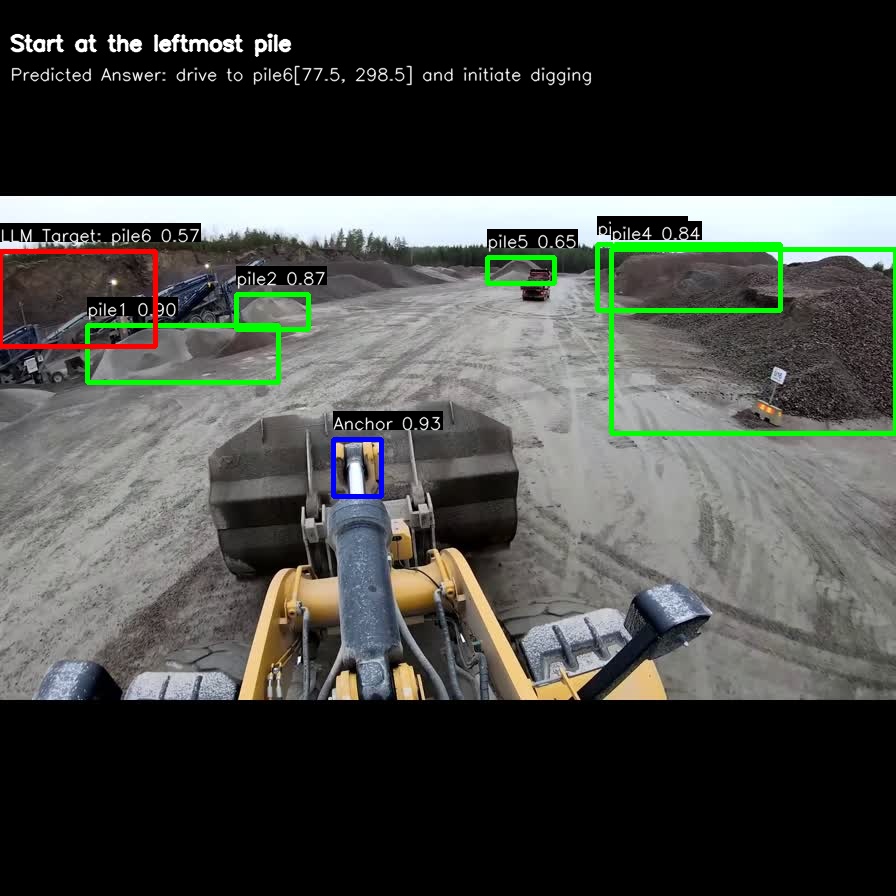 Start at the leftmost pile
Predicted Answer: drive to pile6[77.5, 298.5] and initiate digging
LLM Target: pile6 0.57
pile4 0.84
pile5 0.65
pile2 0.87
pile1 0.90
Anchor 0.93